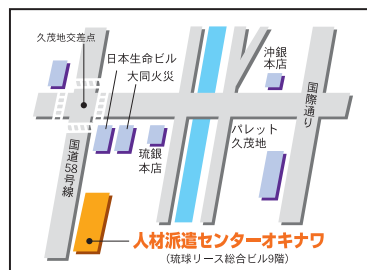 久茂地交差点
日本生命ビル
大同火災
沖銀
本店
国際通り
国道58号線
琉銀
本店
パレット
久茂地
人材派遣センターオキナワ
(琉球リース総合ビル9階)